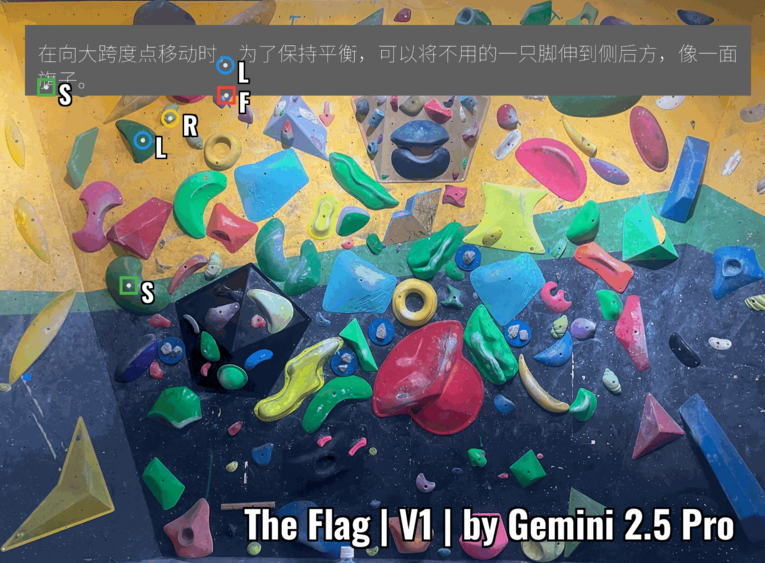 在向大跨度点移动时，为了保持平衡，可以将不用的一只脚伸到侧后方，像一面
旗子。
L
S
F
R
L
S
The Flag | V1 | by Gemini 2.5 Pro